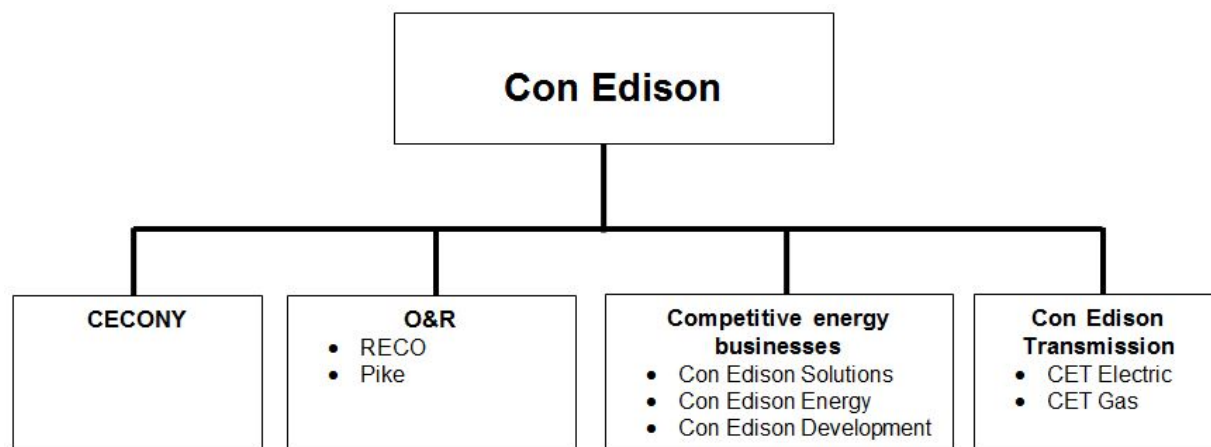 Con Edison
CECONY
O&R
• RECO
• Pike
Competitive energy
businesses
• Con Edison Solutions
• Con Edison Energy
• Con Edison Development
Con Edison
Transmission
• CET Electric
• CET Gas